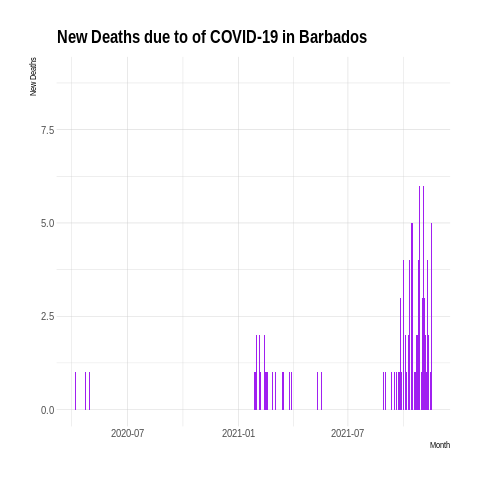 New Deaths due to of COVID-19 in Barbados
New Deaths
7.5
5.0
2.5
0.0
2020-07
2021-01
2021-07
Month